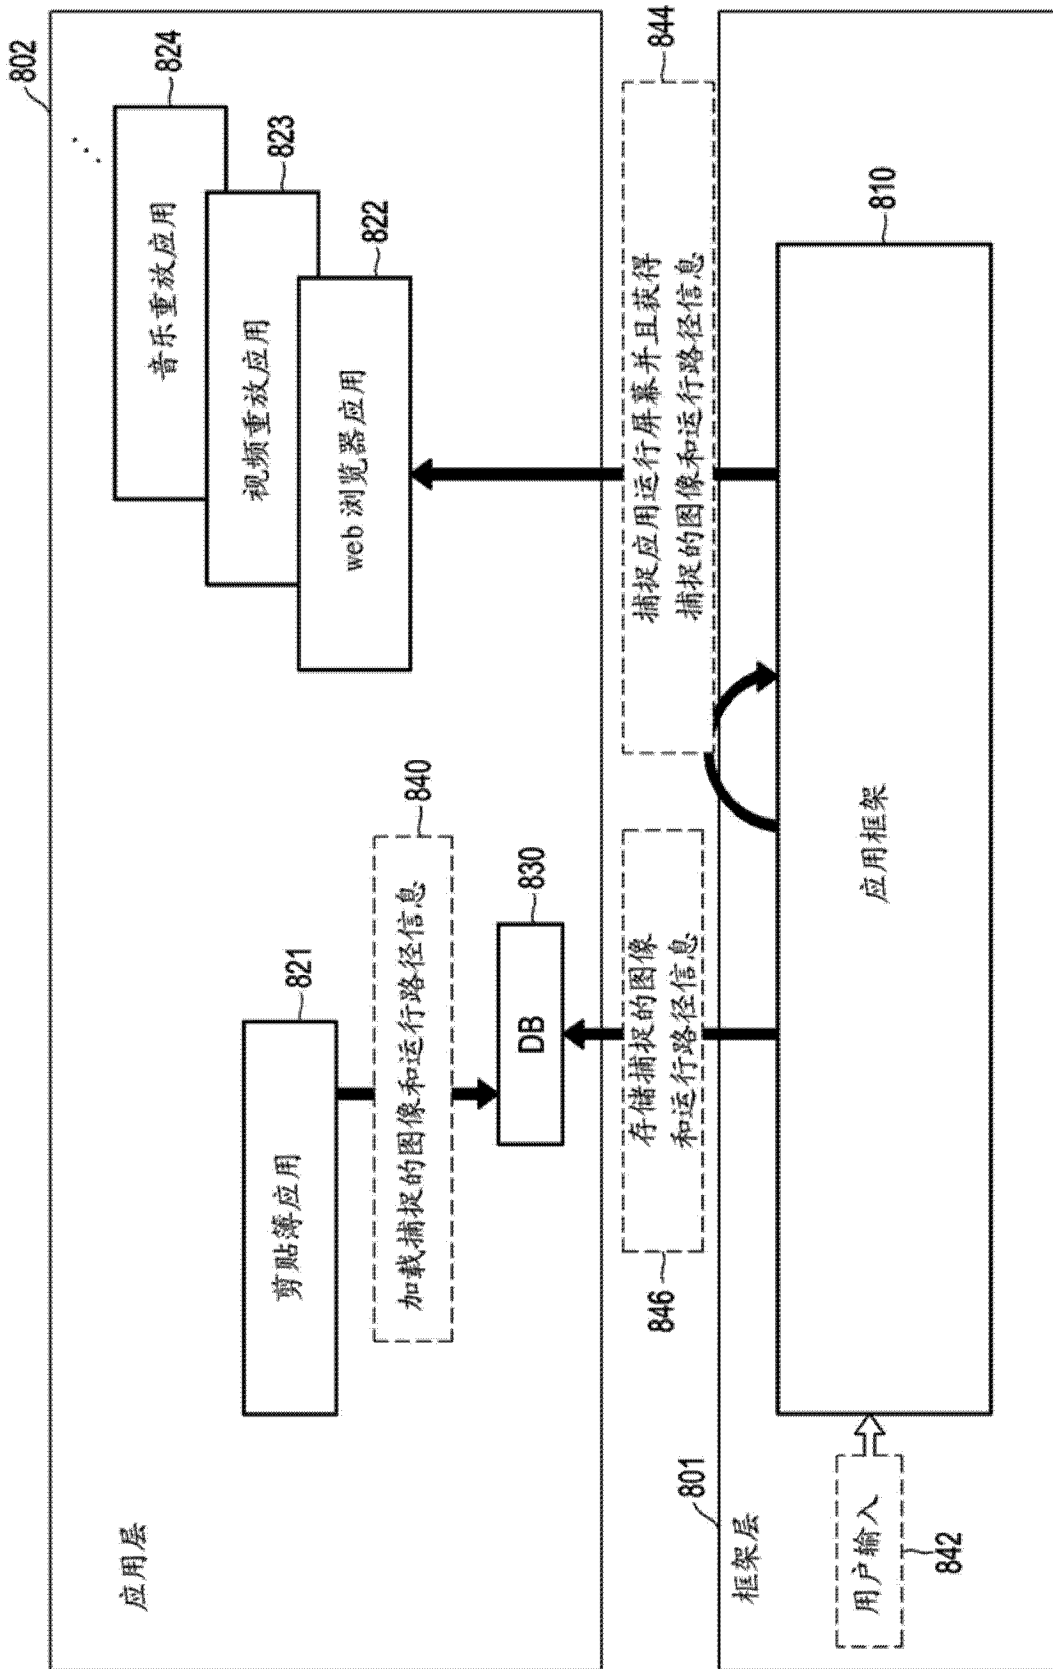 应用层
802
剪贴簿应用
821
加载捕捉的图像和运行路径信息
840
DB
830
音乐重放应用
824
视频重放应用
823
web 浏览器应用
822
...
存储捕捉的图像
和运行路径信息
846
捕捉应用运行屏幕并且获得
捕捉的图像和运行路径信息
844
框架层
801
用户输入
842
应用框架
810